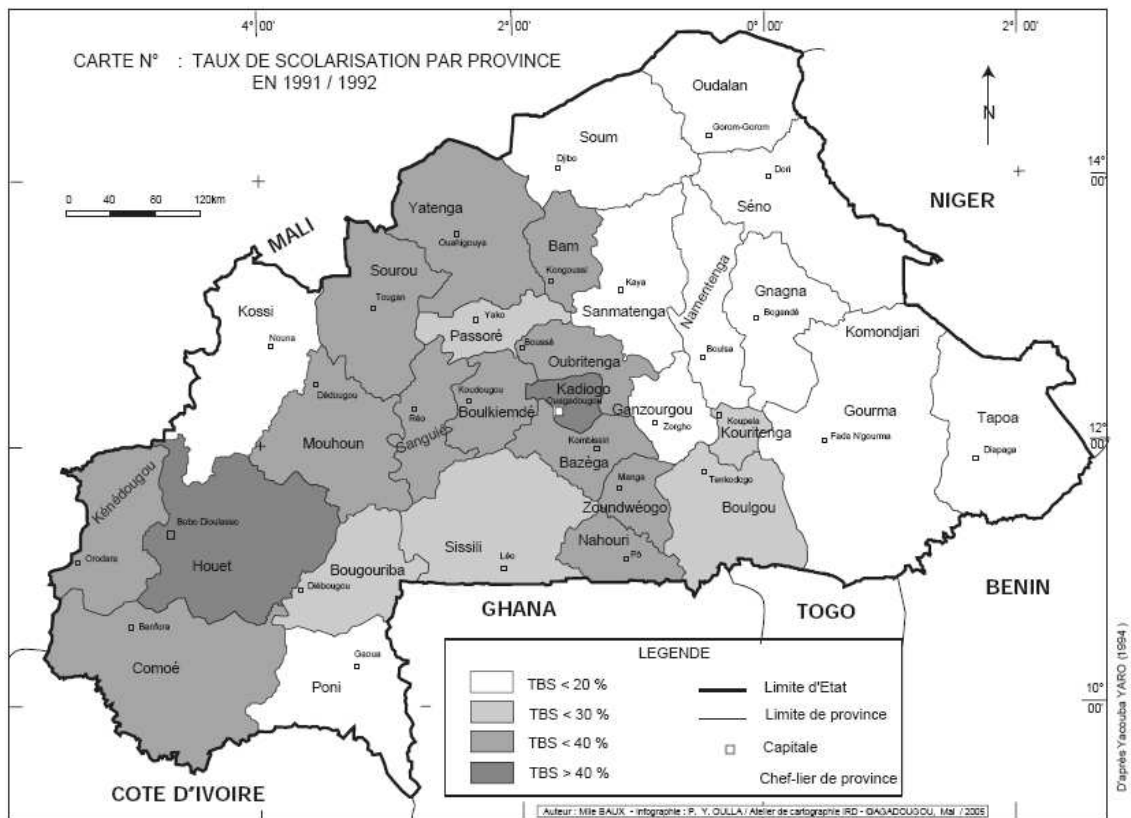 4° 00'
2° 00'
0° 00'
2° 00'
CARTE N° : TAUX DE SCOLARISATION PAR PROVINCE
EN 1991 / 1992
N
14°
00'
0 40 80 120km
MALI
NIGER
Oudalan
Gorom-Gorom
Soum
Djibo
Dori
Séno
Yatenga
Ouahigouya
Bam
Kongoussi
Sourou
Tougan
Kaya
Sanmatenga
Namentenga
Boulsa
Gnagna
Bogandé
Komondjari
Kossi
Nouna
Yako
Passoré
Boussé
Oubritenga
Kadiogo
Ouagadougou
Dédougou
Mouhoun
Réo
Sanguié
Koudougou
Boulkiemdé
Ganzourgou
Zorgho
Koupela
Kouritenga
Gourma
Fada N'gourma
Tapoa
Diapaga
12°
00'
Kombissiri
Bazèga
Manga
Zoundwéogo
Tenkodogo
Boulgou
Kénédougou
Orodara
Bobo Dioulasso
Houet
Bougouriba
Diébougou
Sissili
Léo
Nahouri
Pô
Banfora
Comoé
Gaoua
Poni
GHANA
TOGO
BENIN
COTE D'IVOIRE
10°
00'
LEGENDE
TBS < 20 %
TBS < 30 %
TBS < 40 %
TBS > 40 %
Limite d'Etat
Limite de province
Capitale
Chef-lier de province
D'après Yacouba YARO (1994 )
Auteur : Mlle BAUX - Infographie : P. Y. OULLA / Atelier de cartographie IRD - OAGADOUGOU, Mai / 2005